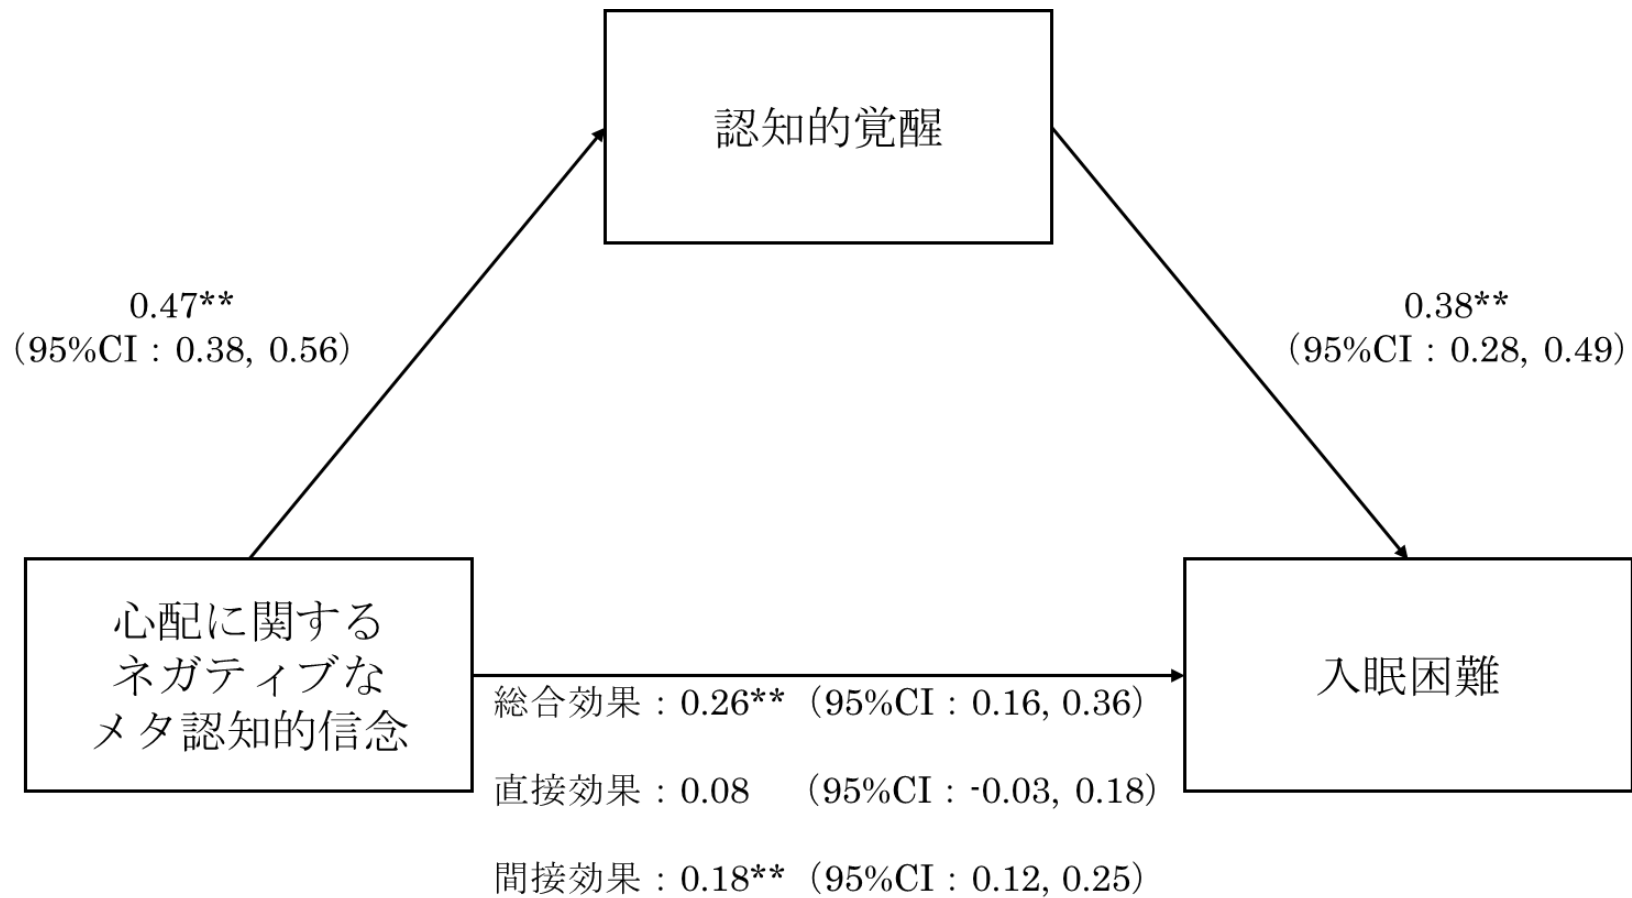 認知的覚醒
0.47**
（95%CI：0.38, 0.56）
0.38**
（95%CI：0.28, 0.49）
心配に関する
ネガティブな
メタ認知的信念
入眠困難
総合効果：0.26**（95%CI：0.16, 0.36）
直接効果：0.08　（95%CI：-0.03, 0.18）
間接効果：0.18**（95%CI：0.12, 0.25）